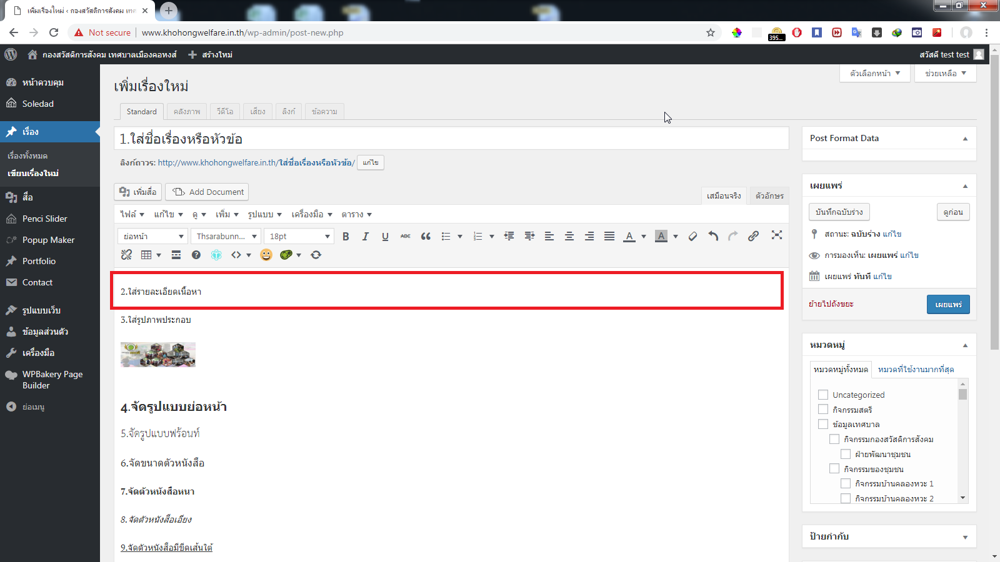 เพิ่มเรื่องใหม่ ‹ กองสวัสดิการสังคม เทศ
Not secure
www.khohongwelfare.in.th/wp-admin/post-new.php
395...
กองสวัสดิการสังคม เทศบาลเมืองคอหงส์
สร้างใหม่
สวัสดี test test
หน้าควบคุม
Soledad
เรื่อง
เรื่องทั้งหมด
เขียนเรื่องใหม่
สื่อ
Penci Slider
Popup Maker
Portfolio
Contact
รูปแบบเว็บ
ข้อมูลส่วนตัว
เครื่องมือ
WPBakery Page
Builder
ย่อเมนู
ตัวเลือกหน้า
ช่วยเหลือ
เพิ่มเรื่องใหม่
Standard คลังภาพ วีดีโอ เสียง ลิงก์ ข้อความ
1.ใส่ชื่อเรื่องหรือหัวข้อ
ลิงก์ถาวร: http://www.khohongwelfare.in.th/ใส่ชื่อเรื่องหรือหัวข้อ/ แก้ไข
เพิ่มสื่อ Add Document
เสมือนจริง ตัวอักษร
ไฟล์ แก้ไข ดู เพิ่ม รูปแบบ เครื่องมือ ตาราง
ย่อหน้า Thsarabunn... 18pt B I U ABC A A
2.ใส่รายละเอียดเนื้อหา
3.ใส่รูปภาพประกอบ
4.จัดรูปแบบย่อหน้า
5.จัดรูปแบบฟร้อนท์
6.จัดขนาดตัวหนังสือ
7.จัดตัวหนังสือหนา
8.จัดตัวหนังสือเอียง
9.จัดตัวหนังสือมีขีดเส้นใต้
Post Format Data
เผยแพร่
บันทึกฉบับร่าง ดูก่อน
สถานะ: ฉบับร่าง แก้ไข
การมองเห็น: เผยแพร่ แก้ไข
เผยแพร่ ทันที แก้ไข
ย้ายไปถังขยะ เผยแพร่
หมวดหมู่
หมวดหมู่ทั้งหมด หมวดที่ใช้งานมากที่สุด
Uncategorized
กิจกรรมสตรี
ข้อมูลเทศบาล
กิจกรรมกองสวัสดิการสังคม
ฝ่ายพัฒนาชุมชน
กิจกรรมของชุมชน
กิจกรรมบ้านคลองหวะ 1
กิจกรรมบ้านคลองหวะ 2
ป้ายกำกับ